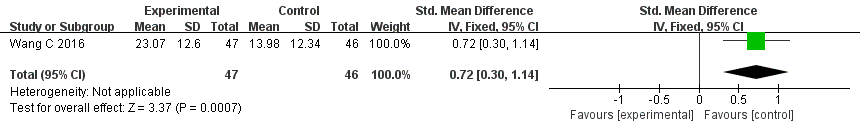 Experimental Control Std. Mean Difference Std. Mean Difference
Study or Subgroup Mean SD Total Mean SD Total Weight IV, Fixed, 95% CI IV, Fixed, 95% CI
Wang C 2016 23.07 12.6 47 13.98 12.34 46 100.0% 0.72 [0.30, 1.14]
Total (95% CI) 47 46 100.0% 0.72 [0.30, 1.14]
Heterogeneity: Not applicable
Test for overall effect: Z = 3.37 (P = 0.0007)
-1 -0.5 0 0.5 1
Favours [experimental] Favours [control]